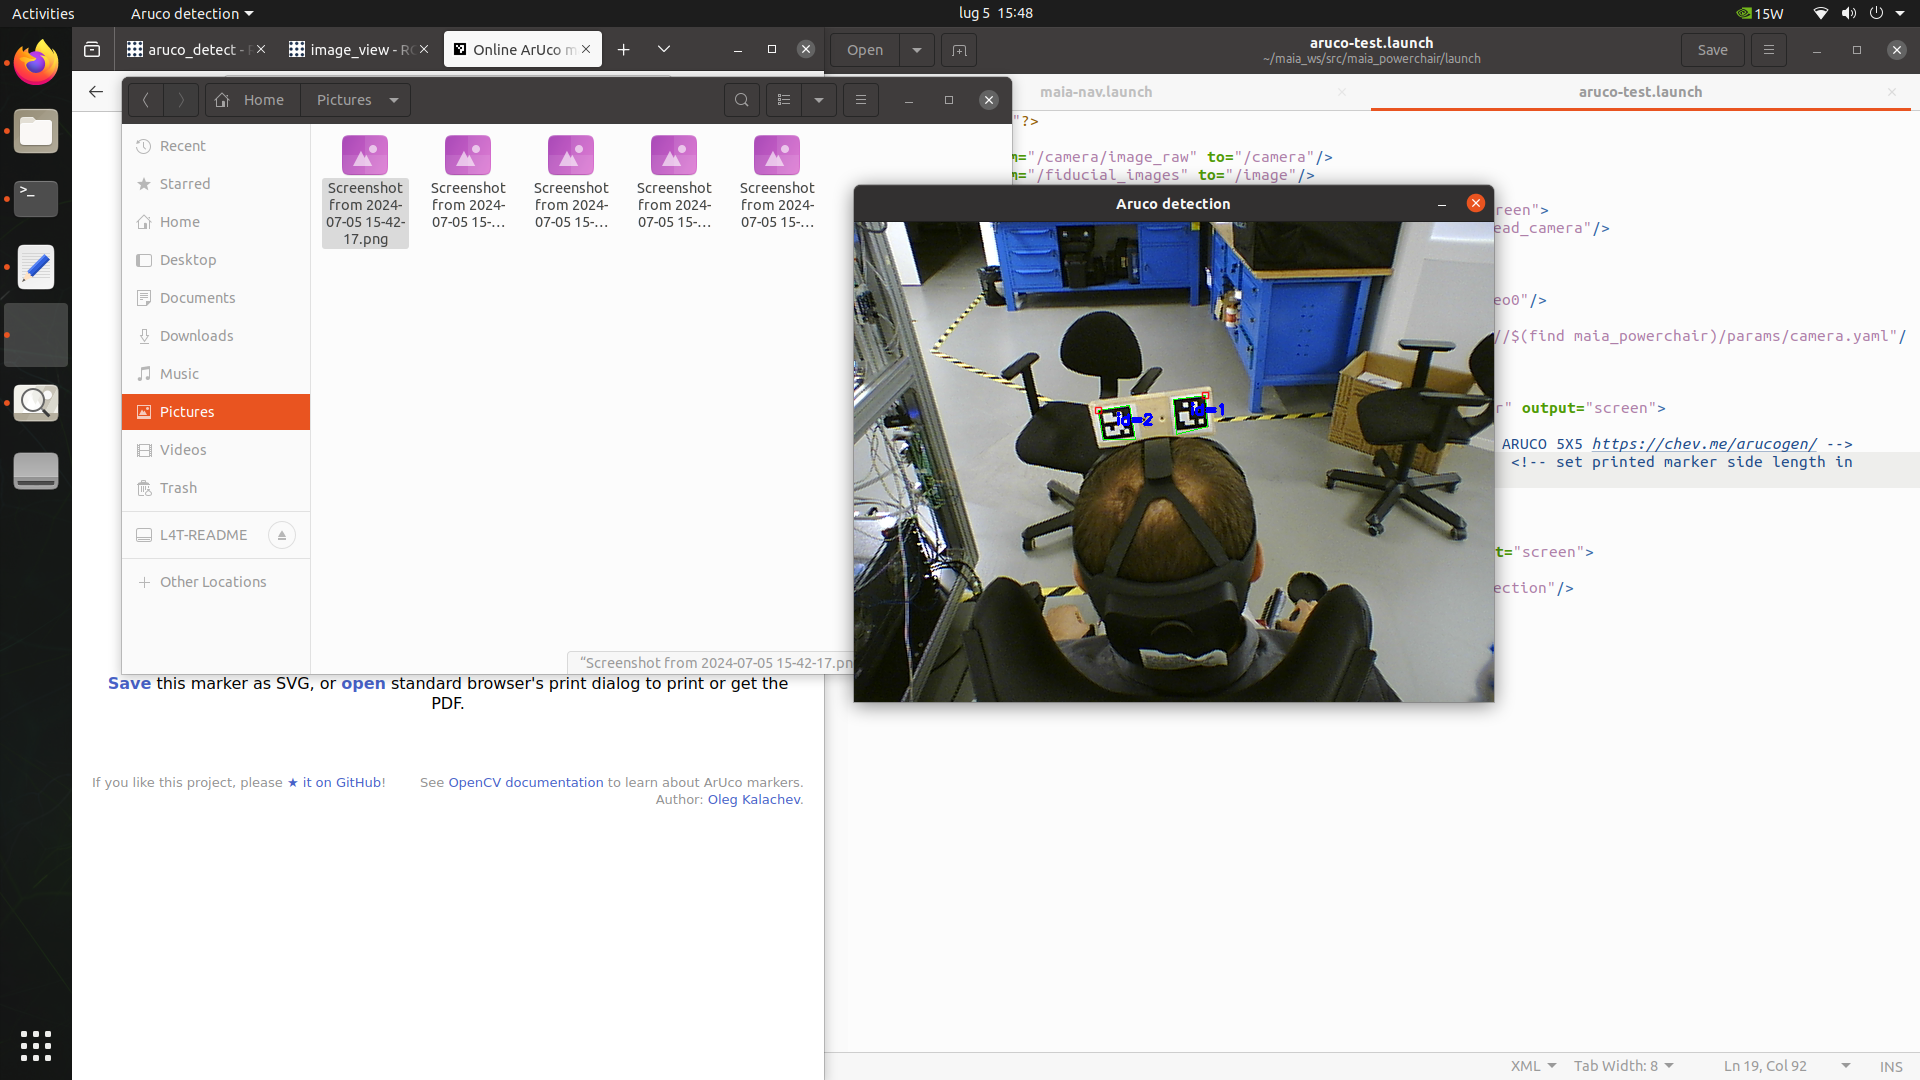 Activities
Aruco detection
lug 5 15:48
15W
aruco_detect - R
image_view - RO
Online ArUco m
Open
aruco-test.launch
~/maia_ws/src/maia_powerchair/launch
Save
Home
Pictures
maia-nav.launch
aruco-test.launch
Recent
Starred
Home
Desktop
Documents
Downloads
Music
Pictures
Videos
Trash
L4T-README
Other Locations
Screenshot
from 2024-
07-05 15-42-
17.png
Screenshot
from 2024-
07-05 15-...
Screenshot
from 2024-
07-05 15-...
Screenshot
from 2024-
07-05 15-...
Screenshot
from 2024-
07-05 15-...
"Screenshot from 2024-07-05 15-42-17.pn
"?>
="/camera/image_raw" to="/camera"/>
="/fiducial_images" to="/image"/>
reen">
ead_camera"/>
eo0"/>
//$(find maia_powerchair)/params/camera.yaml"/
r" output="screen">
ARUCO 5X5 https://chev.me/arucogen/ -->
<!-- set printed marker side length in
t="screen">
ection"/>
Aruco detection
id=2
id=1
Save this marker as SVG, or open standard browser's print dialog to print or get the
PDF.
If you like this project, please ★ it on GitHub!
See OpenCV documentation to learn about ArUco markers.
Author: Oleg Kalachev.
XML
Tab Width: 8
Ln 19, Col 92
INS